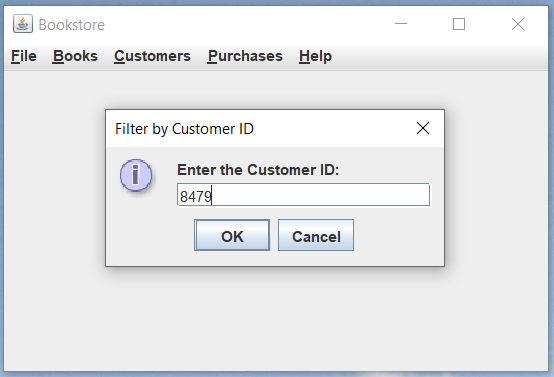 Bookstore
File Books Customers Purchases Help
Filter by Customer ID
i
Enter the Customer ID:
8479
OK Cancel